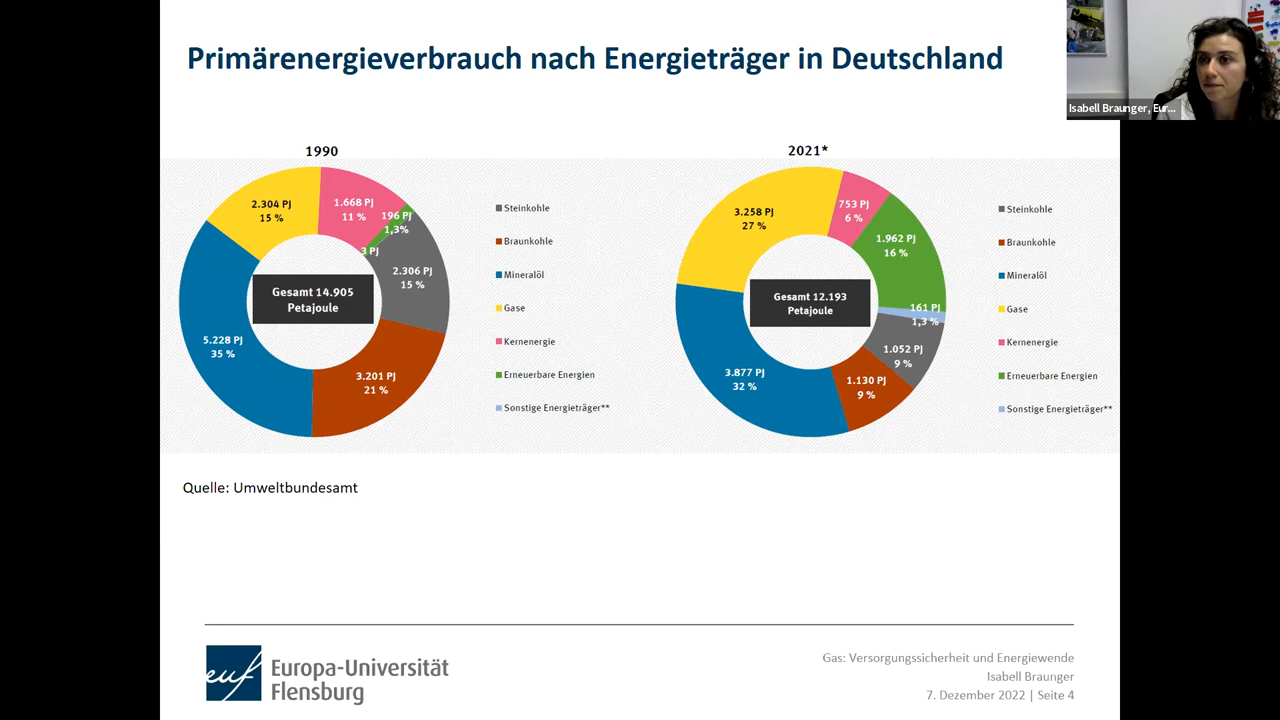 Primärenergieverbrauch nach Energieträger in Deutschland
Isabell Braunger, Eur...
1990
2.304 PJ
15 %
1.668 PJ
11 %
196 PJ
1,3%
3 PJ
2.306 PJ
15 %
Gesamt 14.905
Petajoule
5.228 PJ
35 %
3.201 PJ
21 %
Steinkohle
Braunkohle
Mineralöl
Gase
Kernenergie
Erneuerbare Energien
Sonstige Energieträger**
2021*
3.258 PJ
27 %
753 PJ
6 %
1.962 PJ
16 %
161 PJ
1,3 %
Gesamt 12.193
Petajoule
1.052 PJ
9 %
3.877 PJ
32 %
1.130 PJ
9 %
Steinkohle
Braunkohle
Mineralöl
Gase
Kernenergie
Erneuerbare Energien
Sonstige Energieträger**
Quelle: Umweltbundesamt
euf
Europa-Universität
Flensburg
Gas: Versorgungssicherheit und Energiewende
Isabell Braunger
7. Dezember 2022 | Seite 4